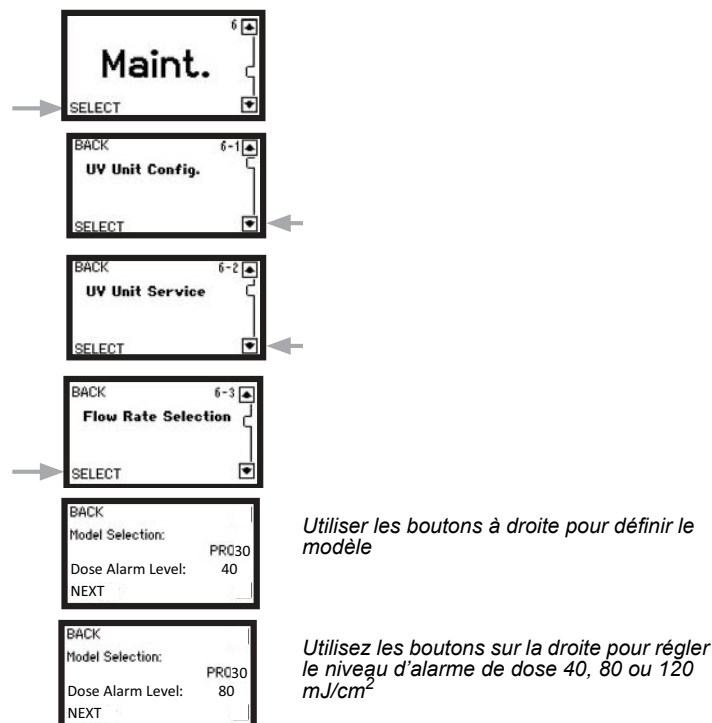 6
Maint.
SELECT
BACK 6-1
UV Unit Config.
SELECT
BACK 6-2
UV Unit Service
SELECT
BACK 6-3
Flow Rate Selection
SELECT
BACK
Model Selection:
PRO30
Dose Alarm Level: 40
NEXT
Utiliser les boutons à droite pour définir le
modèle
BACK
Model Selection:
PRO30
Dose Alarm Level: 80
NEXT
Utilisez les boutons sur la droite pour régler
le niveau d'alarme de dose 40, 80 ou 120
mJ/cm²